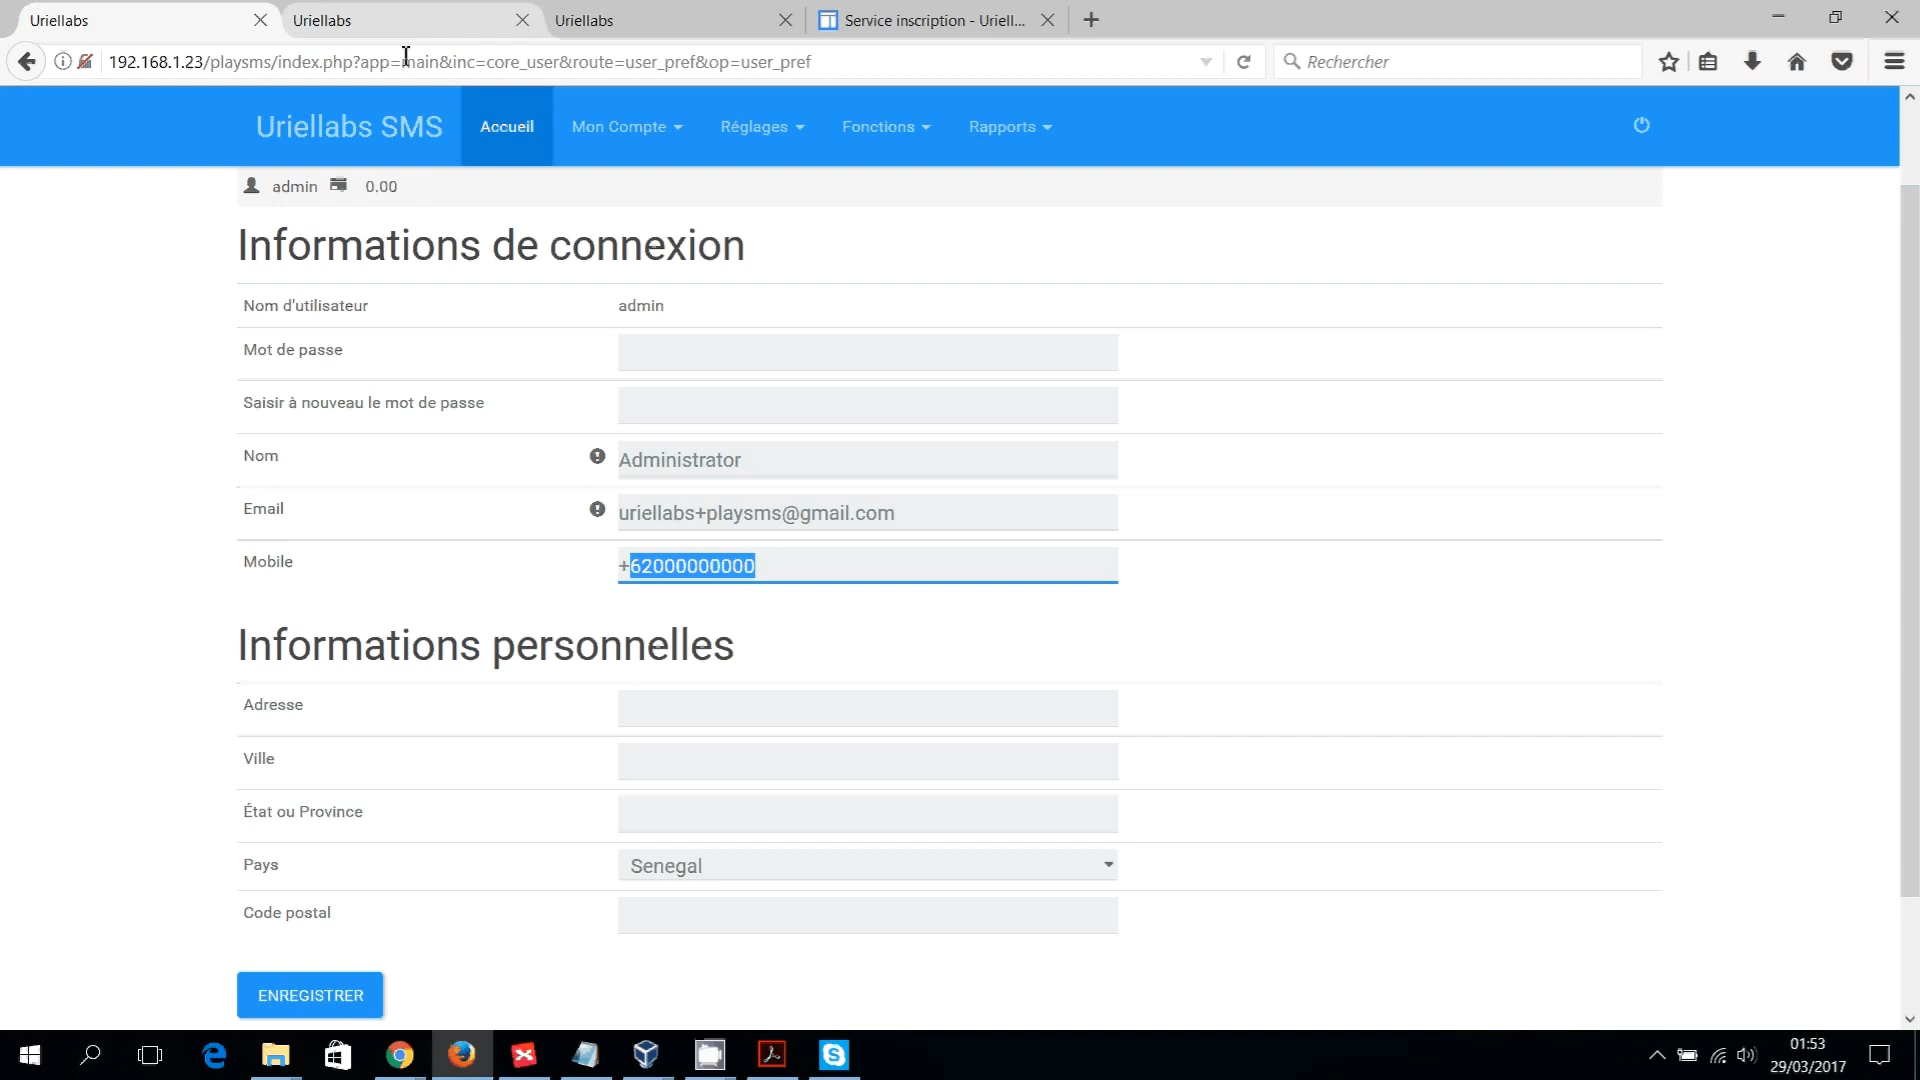 Uriellabs
Uriellabs
Uriellabs
Service inscription - Uriell...
192.168.1.23/playsms/index.php?app=main&inc=core_user&route=user_pref&op=user_pref
Rechercher
Uriellabs SMS
Accueil
Mon Compte
Réglages
Fonctions
Rapports
admin
0.00
Informations de connexion
Nom d'utilisateur
admin
Mot de passe
Saisir à nouveau le mot de passe
Nom
Administrator
Email
uriellabs+playsms@gmail.com
Mobile
+62000000000
Informations personnelles
Adresse
Ville
État ou Province
Pays
Senegal
Code postal
ENREGISTRER
01:53
29/03/2017